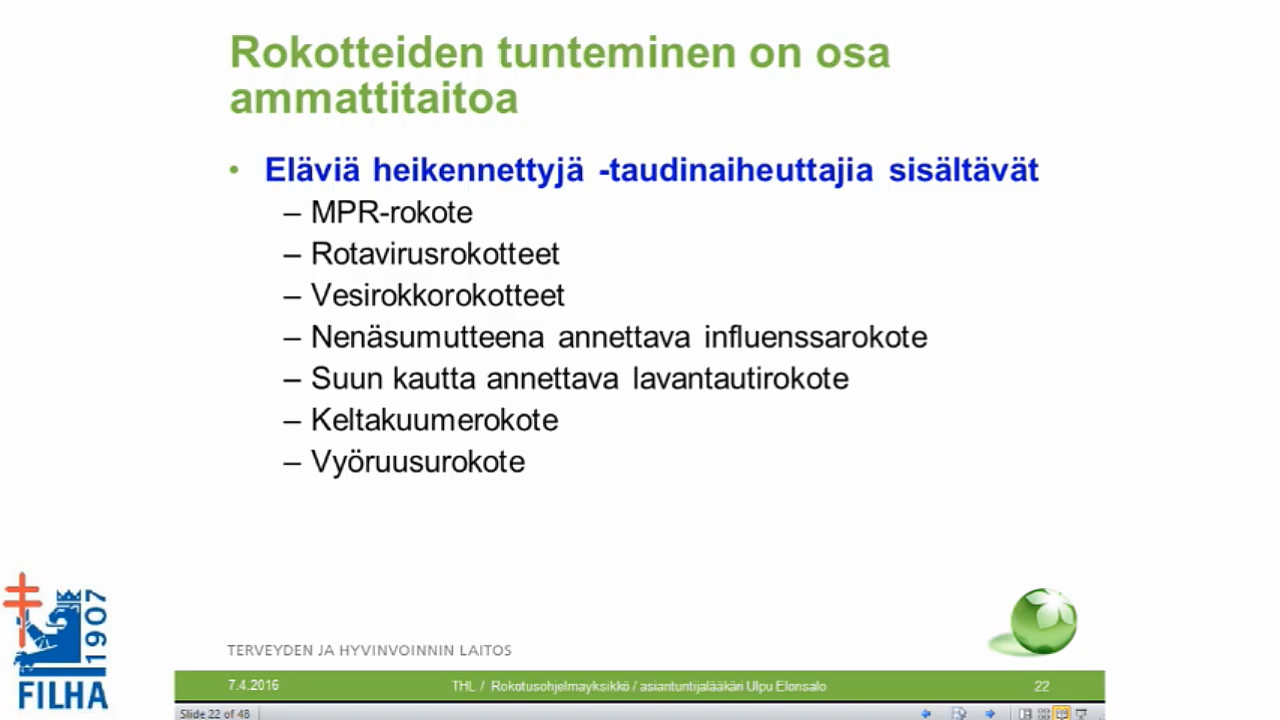 Rokotteiden tunteminen on osa
ammattitaitoa
• Eläviä heikennettyjä -taudinaiheuttajia sisältävät
– MPR-rokote
– Rotavirusrokotteet
– Vesirokkorokotteet
– Nenäsumutteena annettava influenssarokote
– Suun kautta annettava lavantautirokote
– Keltakuumerokote
– Vyöruusurokote
1907
FILHA
TERVEYDEN JA HYVINVOINNIN LAITOS
7.4.2016
THL / Rokotusohjelmayksikkö / asiantuntijalääkäri Ulpu Elonsalo
22
Slide 22 of 48